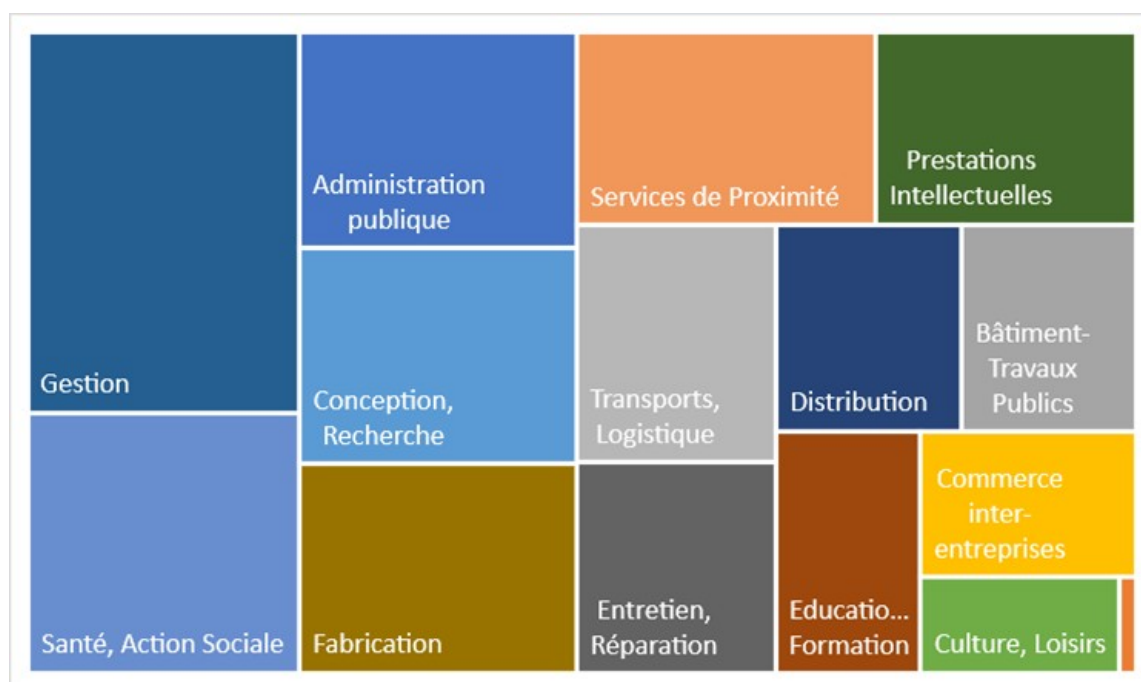 Gestion
Santé, Action Sociale
Administration
publique
Conception,
Recherche
Fabrication
Services de Proximité
Prestations
Intellectuelles
Transports,
Logistique
Distribution
Bâtiment-
Travaux
Publics
Entretien,
Réparation
Educatio...
Formation
Commerce
inter-
entreprises
Culture, Loisirs